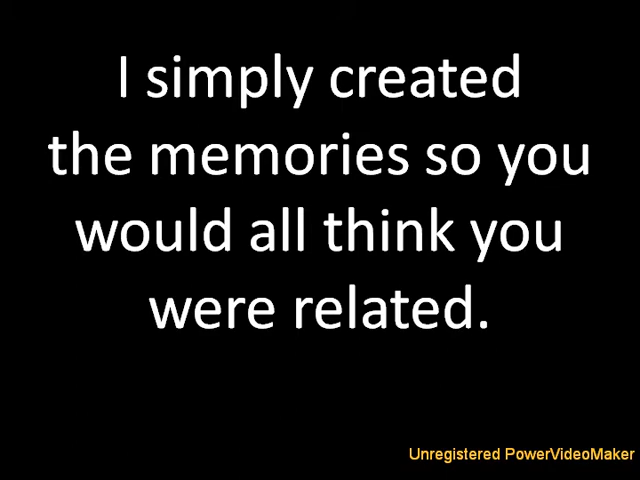 I simply created
the memories so you
would all think you
were related.
Unregistered PowerVideoMaker